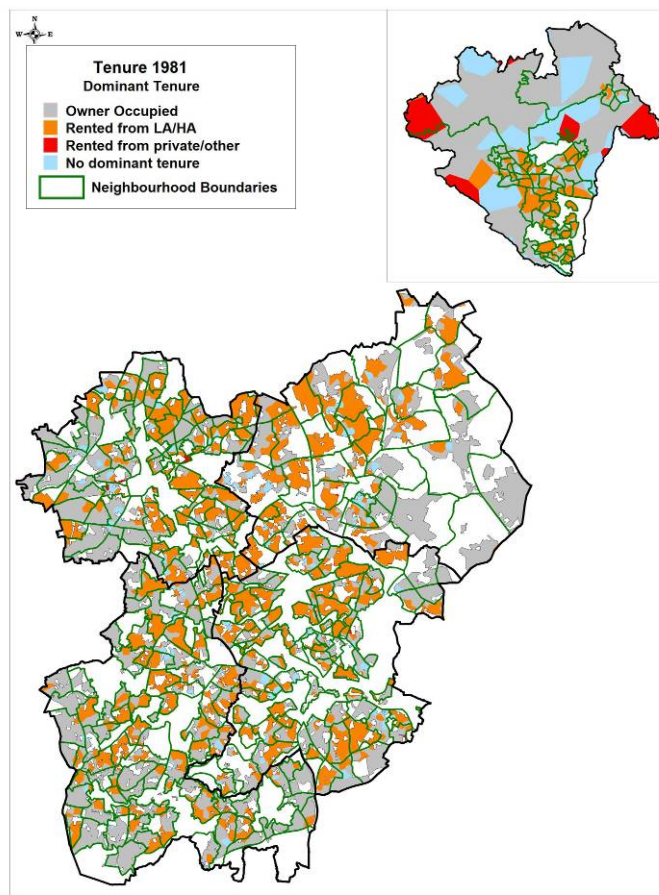 N
W E
S
Tenure 1981
Dominant Tenure
Owner Occupied
Rented from LA/HA
Rented from private/other
No dominant tenure
Neighbourhood Boundaries